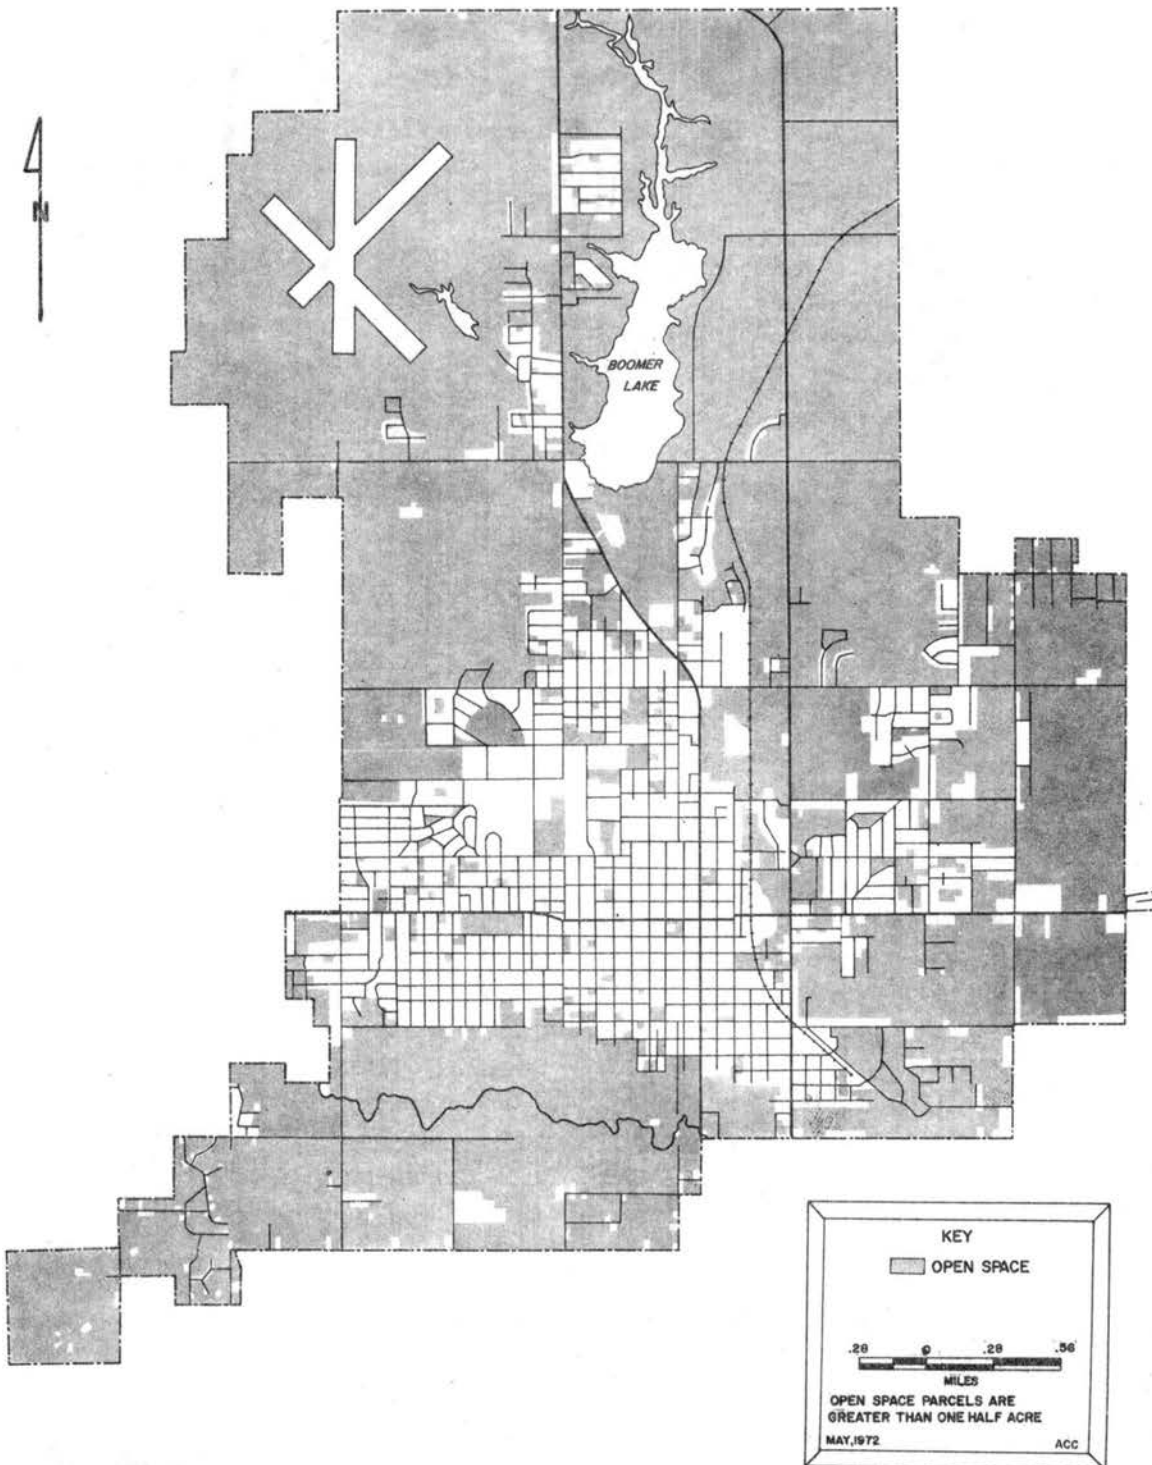 N
BOOMER
LAKE
KEY
OPEN SPACE
.28 0 .28 .56
MILES
OPEN SPACE PARCELS ARE
GREATER THAN ONE HALF ACRE
MAY,1972 ACC